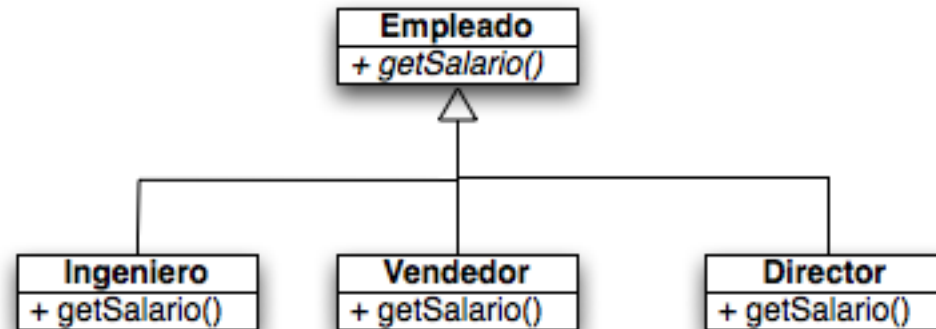 Empleado
+ getSalario()
Ingeniero
Vendedor
Director
+ getSalario()
+ getSalario()
+ getSalario()